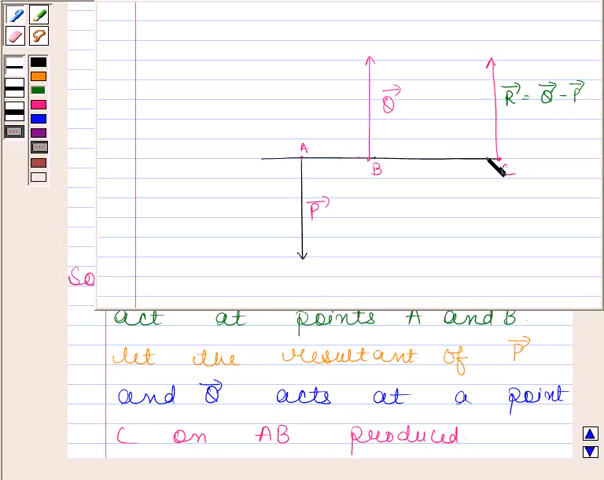 Q⃗
R⃗ = Q⃗ - P⃗
A
B
C
P⃗
So
act at points A and B.
let the resultant of P⃗
and Q⃗ acts at a point
C on AB produced.